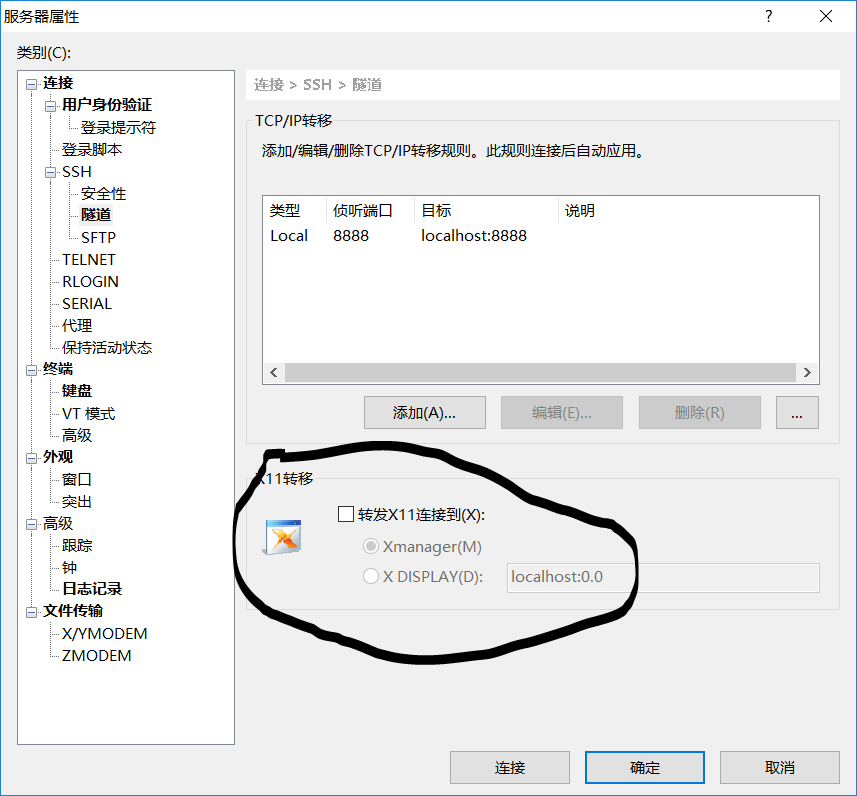 服务器属性
?
类别(C):
连接
用户身份验证
登录提示符
登录脚本
SSH
安全性
隧道
SFTP
TELNET
RLOGIN
SERIAL
代理
保持活动状态
终端
键盘
VT 模式
高级
外观
窗口
突出
高级
跟踪
钟
日志记录
文件传输
X/YMODEM
ZMODEM
连接 > SSH > 隧道
TCP/IP转移
添加/编辑/删除TCP/IP转移规则。此规则连接后自动应用。
类型 侦听端口 目标 说明
Local 8888 localhost:8888
添加(A)... 编辑(E)... 删除(R) ...
X11转移
转发X11连接到(X):
Xmanager(M)
X DISPLAY(D): localhost:0.0
连接 确定 取消